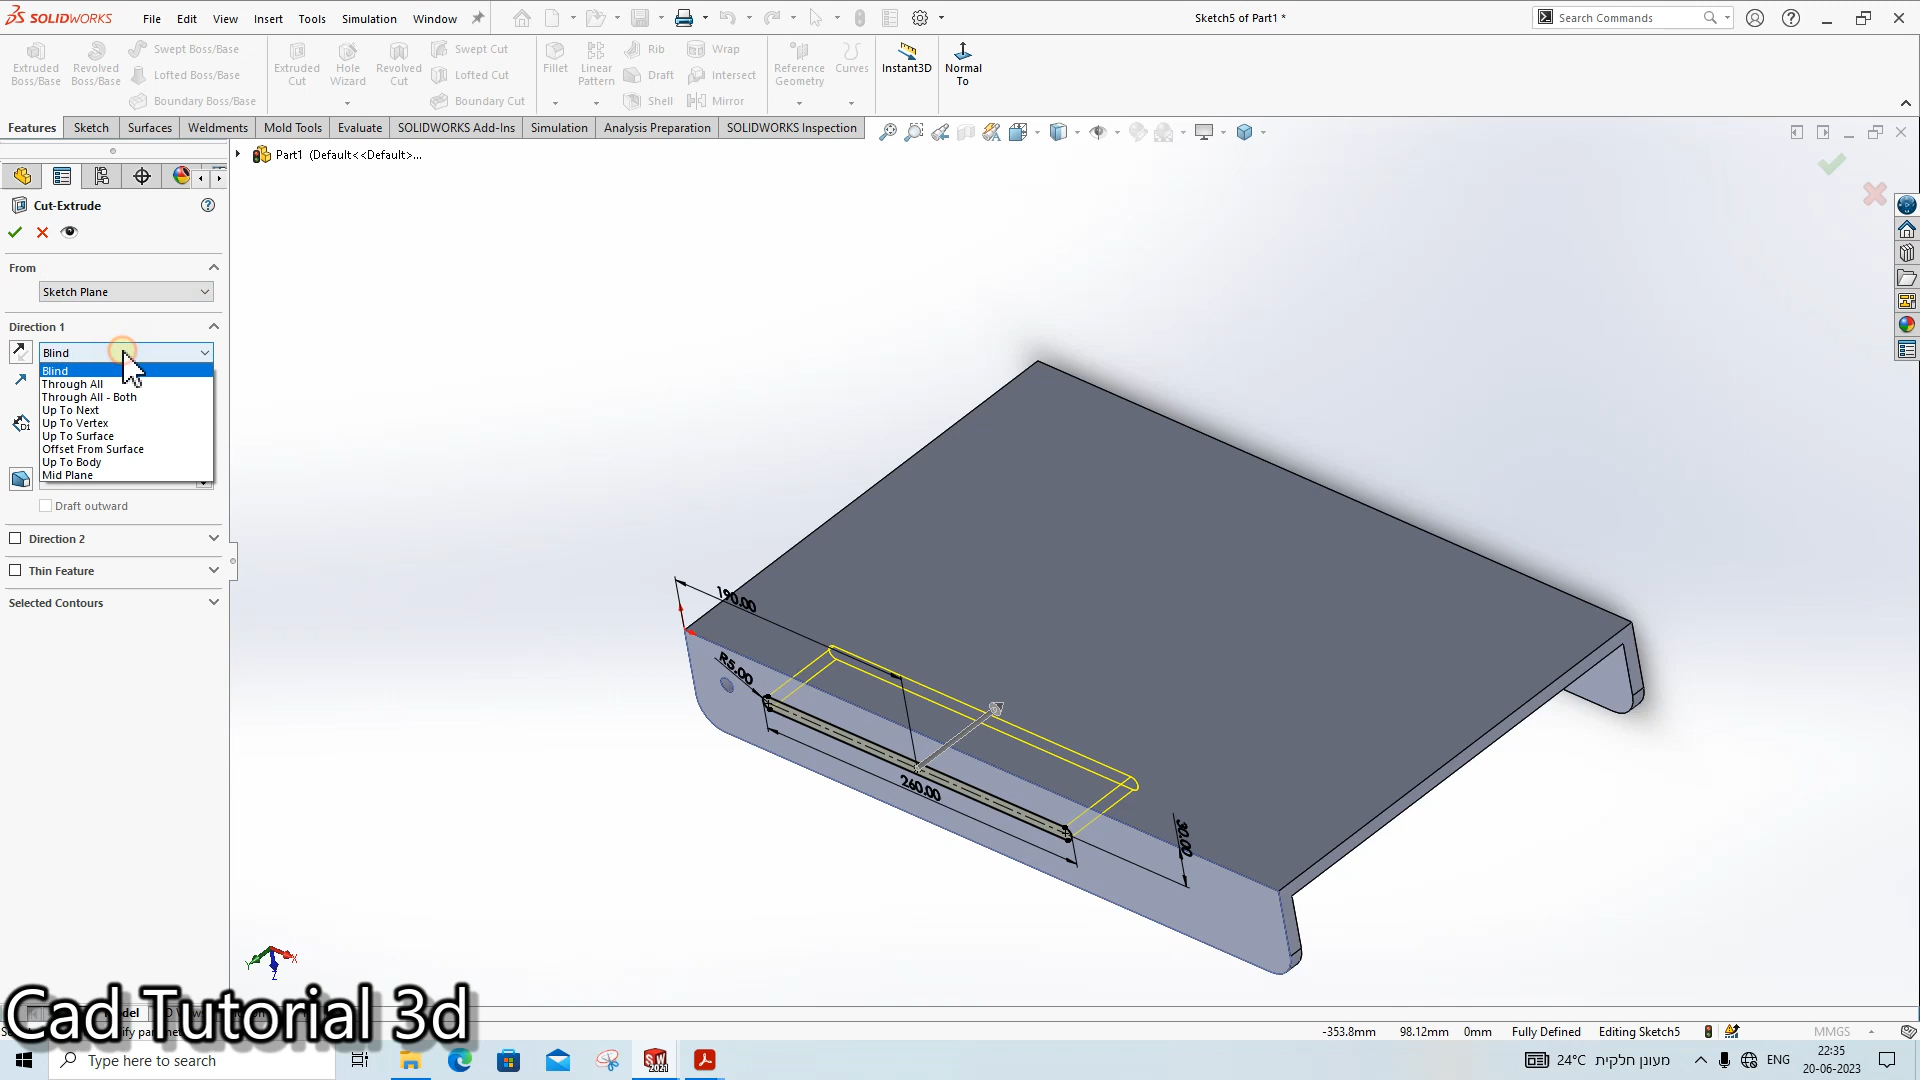 SOLIDWORKS File Edit View Insert Tools Simulation Window
Sketch5 of Part1 *
Search Commands
Extruded Boss/Base
Revolved Boss/Base
Swept Boss/Base
Lofted Boss/Base
Boundary Boss/Base
Extruded Cut
Hole Wizard
Revolved Cut
Swept Cut
Lofted Cut
Boundary Cut
Fillet
Linear Pattern
Rib
Draft
Shell
Wrap
Intersect
Mirror
Reference Geometry
Curves
Instant3D
Normal To
Features Sketch Surfaces Weldments Mold Tools Evaluate SOLIDWORKS Add-Ins Simulation Analysis Preparation SOLIDWORKS Inspection
Part1 (Default<<Default>...
Cut-Extrude
From
Sketch Plane
Direction 1
Blind
Blind
Through All
Through All - Both
Up To Next
Up To Vertex
Up To Surface
Offset From Surface
Up To Body
Mid Plane
Draft outward
Direction 2
Thin Feature
Selected Contours
190.00
R5.00
260.00
30.00
Cad Tutorial 3d
-353.8mm 98.12mm 0mm Fully Defined Editing Sketch5 MMGS
Type here to search
24°C מעונן חלקית
ENG
22:35
20-06-2023